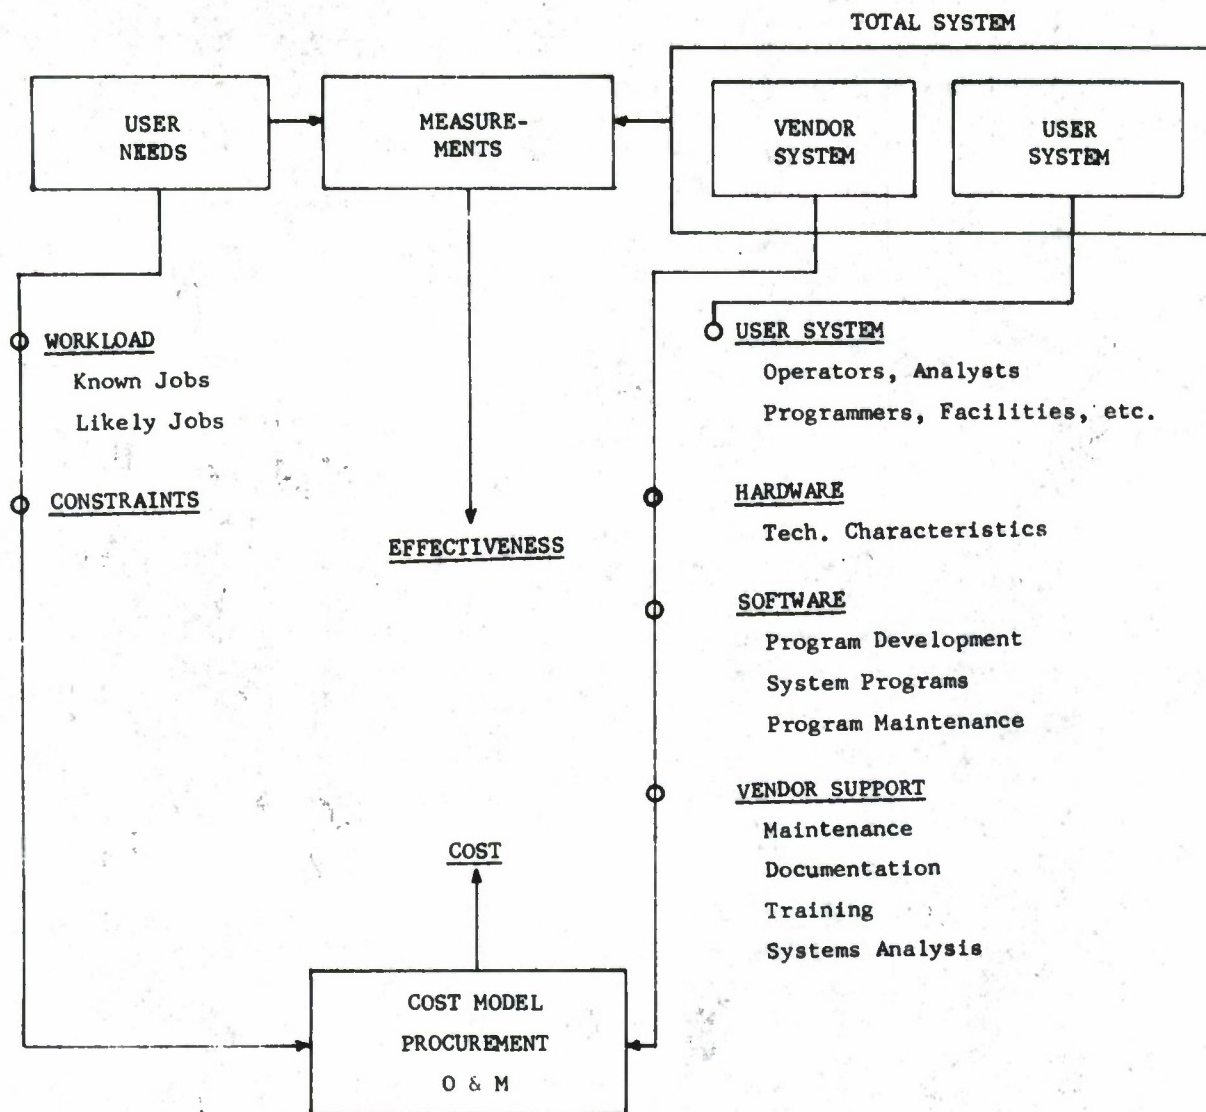 TOTAL SYSTEM
USER
NEEDS
MEASURE-
MENTS
VENDOR
SYSTEM
USER
SYSTEM
WORKLOAD
Known Jobs
Likely Jobs
CONSTRAINTS
EFFECTIVENESS
USER SYSTEM
Operators, Analysts
Programmers, Facilities, etc.
HARDWARE
Tech. Characteristics
SOFTWARE
Program Development
System Programs
Program Maintenance
VENDOR SUPPORT
Maintenance
Documentation
Training
Systems Analysis
COST
COST MODEL
PROCUREMENT
O & M